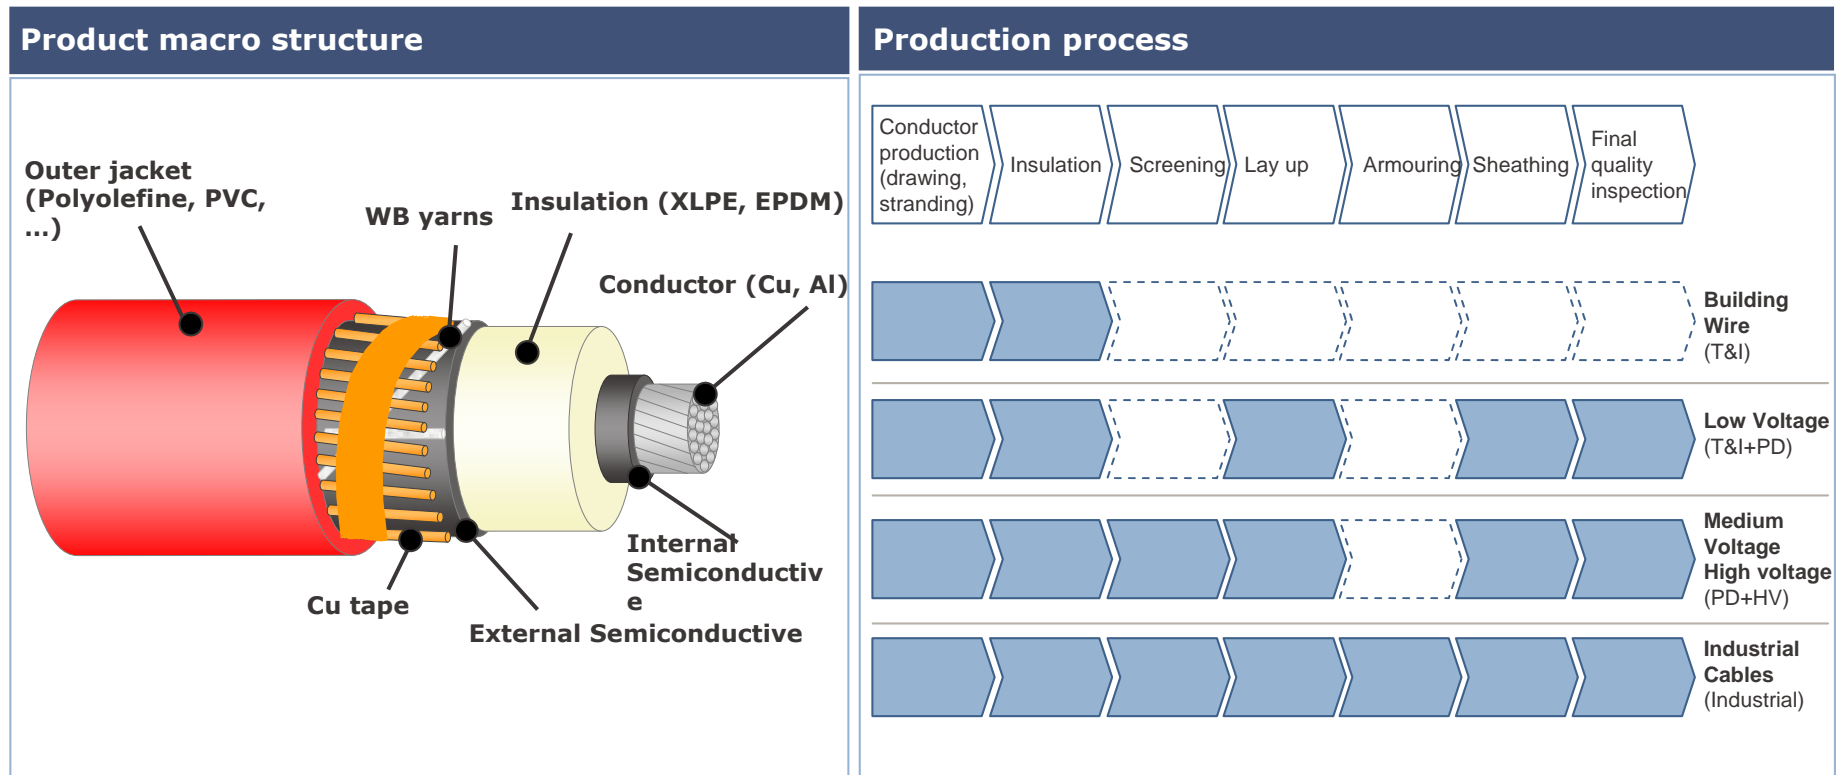 Product macro structure
Outer jacket
(Polyolefine, PVC,
...)
WB yarns
Insulation (XLPE, EPDM)
Conductor (Cu, Al)
Internal
Semiconductiv
e
Cu tape
External Semiconductive
Production process
Conductor
production
(drawing,
stranding)
Insulation
Screening
Lay up
Armouring
Sheathing
Final
quality
inspection
Building
Wire
(T&I)
Low Voltage
(T&I+PD)
Medium
Voltage
High voltage
(PD+HV)
Industrial
Cables
(Industrial)